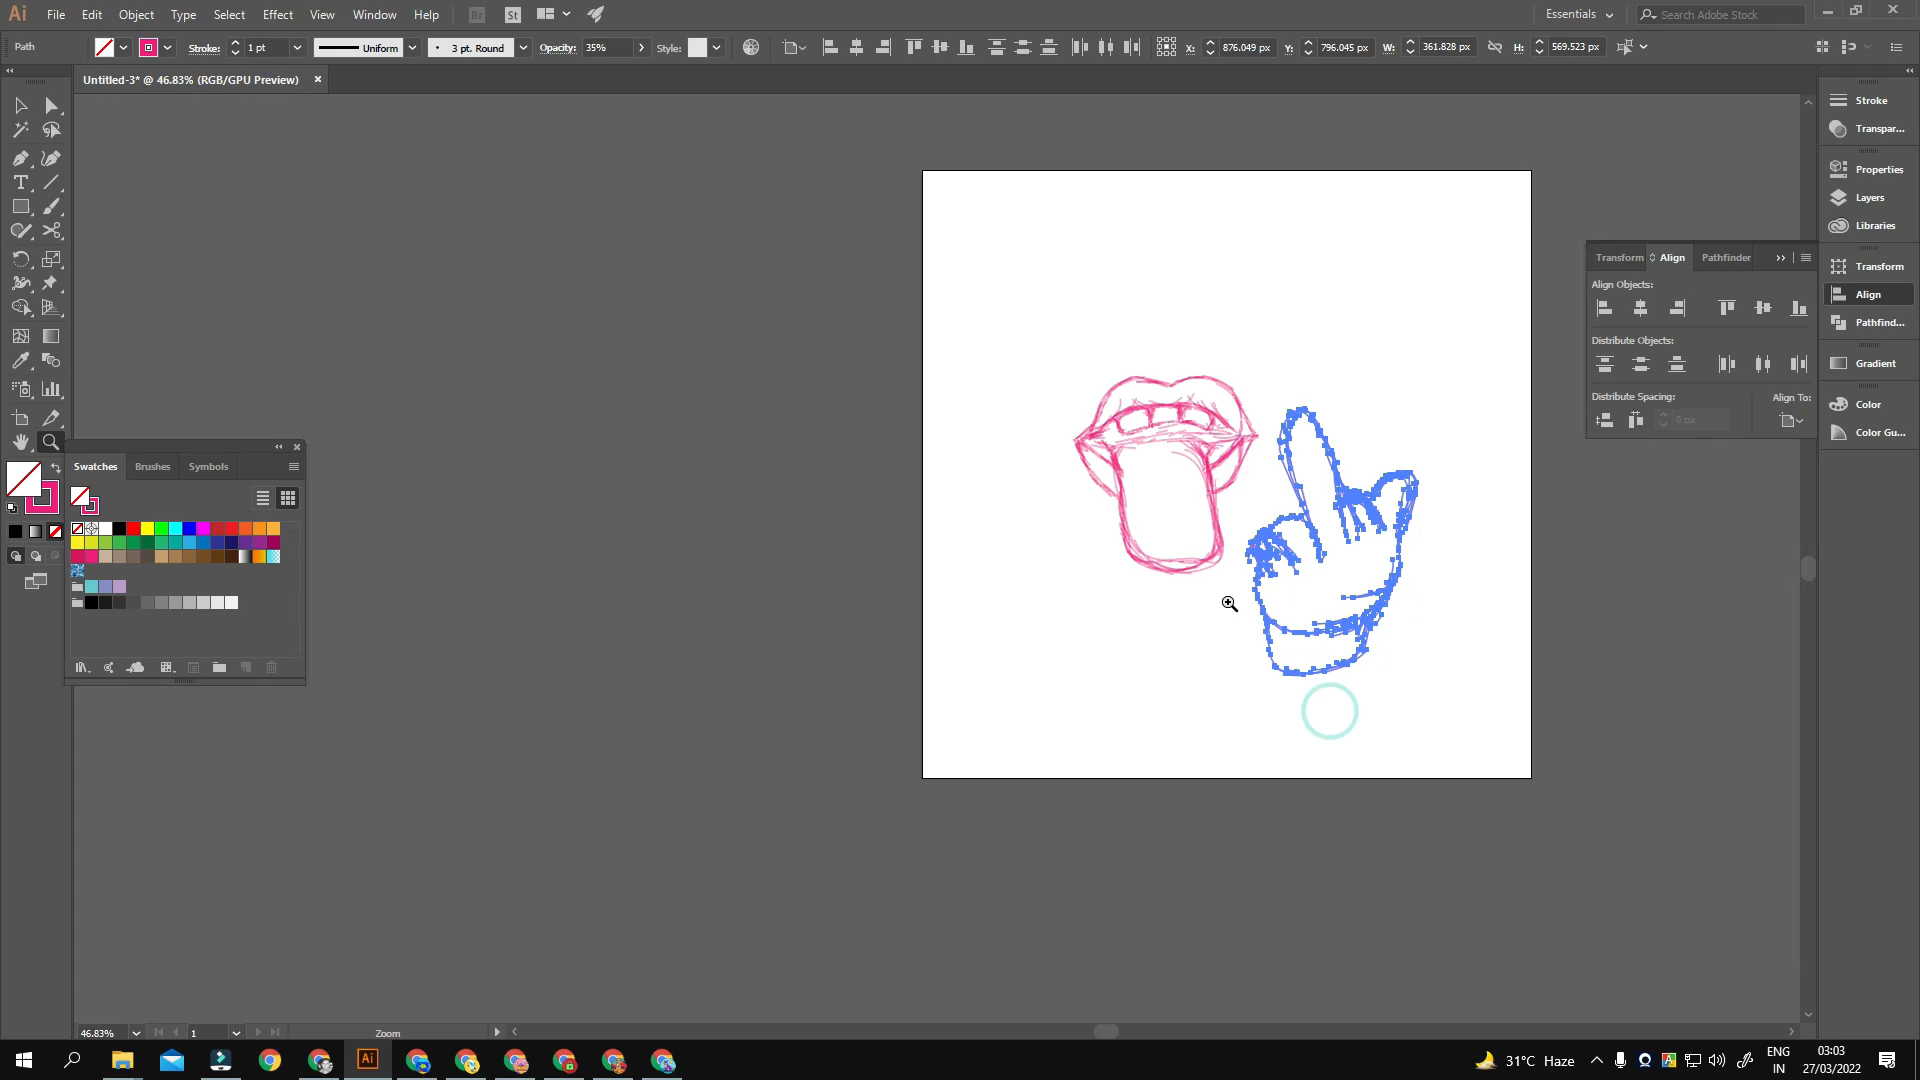 Ai File Edit Object Type Select Effect View Window Help Br St Essentials Search Adobe Stock
Path Stroke: 1 pt Uniform 3 pt. Round Opacity: 35% Style: X: 876.049 px Y: 796.045 px W: 361.828 px H: 569.523 px
Untitled-3* @ 46.83% (RGB/GPU Preview)
Stroke
Transpar...
Properties
Layers
Libraries
Transform
Align
Pathfind...
Gradient
Color
Color Gu...
Transform Align Pathfinder
Align Objects:
Distribute Objects:
Distribute Spacing: Align To:
0 px
Swatches Brushes Symbols
46.83% 1 Zoom
Ai 31°C Haze ENG IN 03:03 27/03/2022